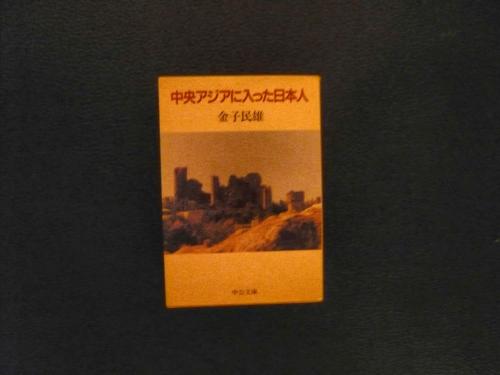 中央アジアに入った日本人
金子民雄
中公文庫